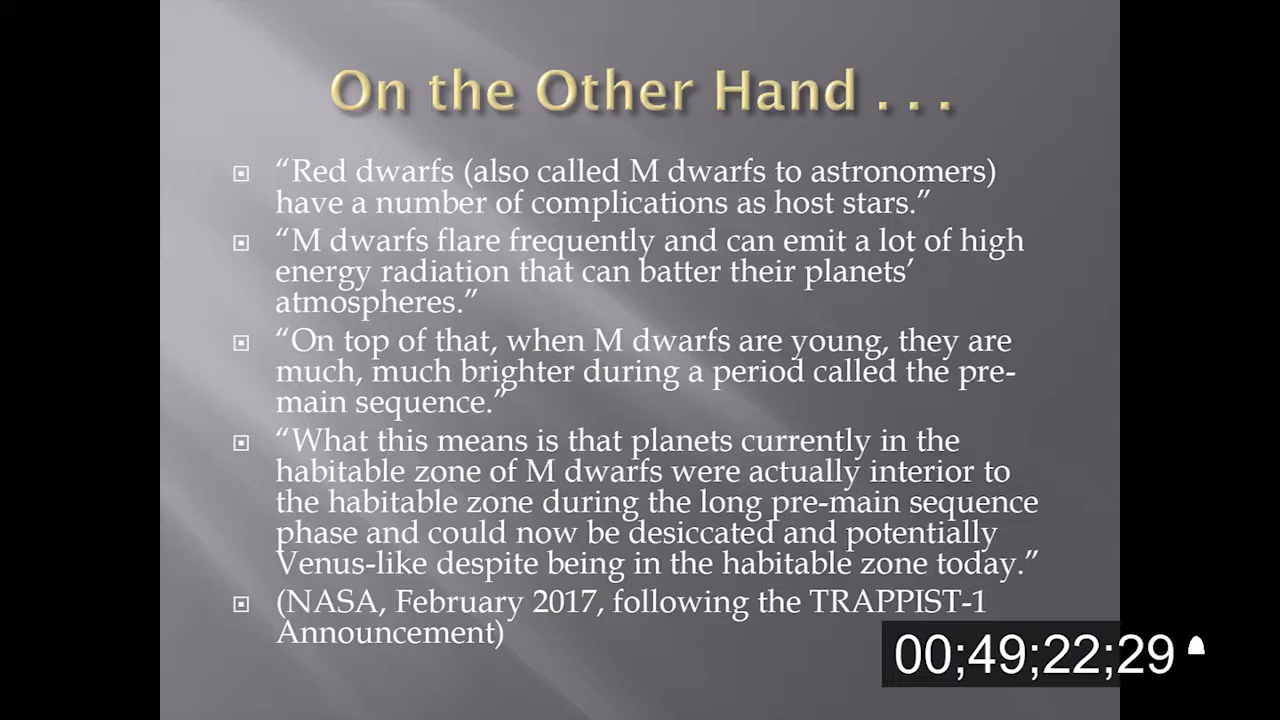 On the Other Hand . . .
“Red dwarfs (also called M dwarfs to astronomers)
have a number of complications as host stars.”
“M dwarfs flare frequently and can emit a lot of high
energy radiation that can batter their planets’
atmospheres.”
“On top of that, when M dwarfs are young, they are
much, much brighter during a period called the pre-
main sequence.”
“What this means is that planets currently in the
habitable zone of M dwarfs were actually interior to
the habitable zone during the long pre-main sequence
phase and could now be desiccated and potentially
Venus-like despite being in the habitable zone today.”
(NASA, February 2017, following the TRAPPIST-1
Announcement)
00;49;22;29